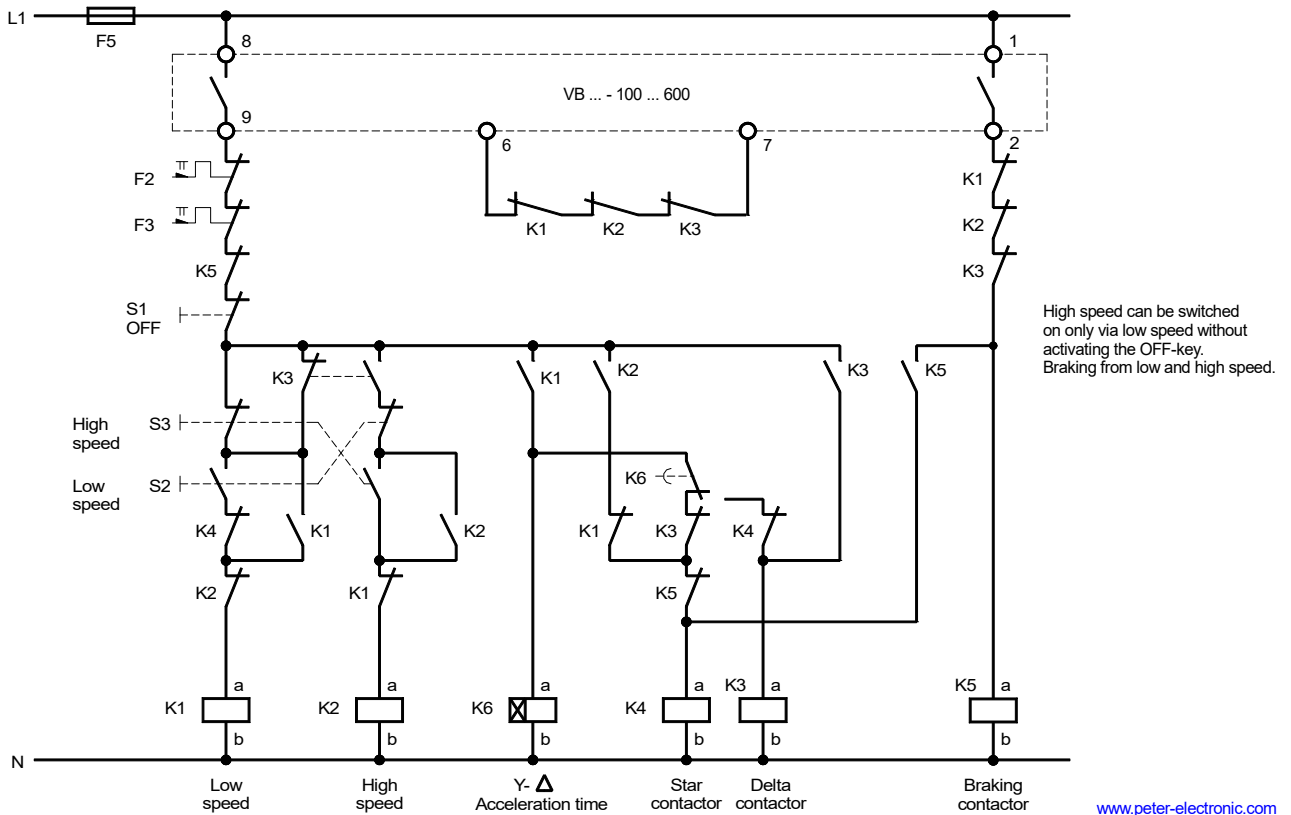 L1
F5
8
1
VB ... - 100 ... 600
9
6
7
2
F2
K1
F3
K1
K2
K3
K2
K5
K3
S1
OFF
High speed can be switched
on only via low speed without
activating the OFF-key.
Braking from low and high speed.
K3
K1
K2
K3
K5
High
speed
S3
K6
Low
speed
S2
K4
K1
K2
K1
K3
K4
K2
K1
K5
a
a
a
a
a
a
K1
K2
K6
K4
K3
K5
b
b
b
b
b
b
N
Low
speed
High
speed
Y- Δ
Acceleration time
Star
contactor
Delta
contactor
Braking
contactor
www.peter-electronic.com